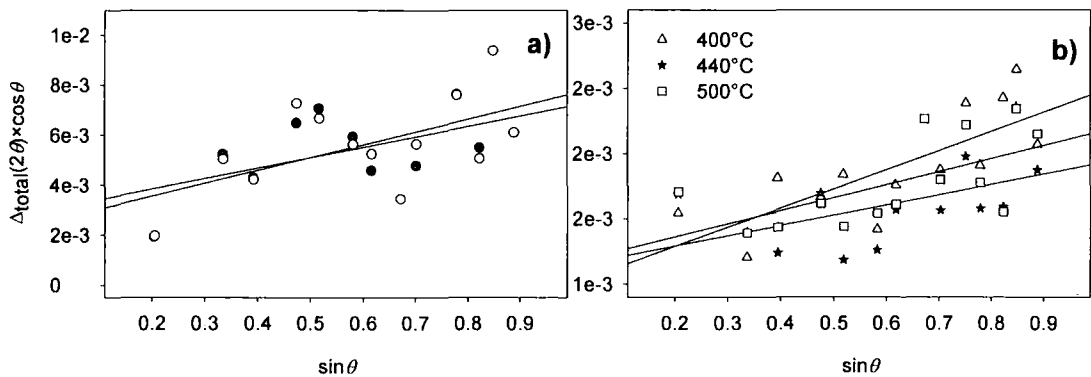 a)
1e-2
8e-3
6e-3
4e-3
2e-3
0
Δtotal(2θ)×cosθ
0.2 0.3 0.4 0.5 0.6 0.7 0.8 0.9
sinθ
b)
400°C
440°C
500°C
3e-3
2e-3
2e-3
2e-3
1e-3
0.2 0.3 0.4 0.5 0.6 0.7 0.8 0.9
sinθ